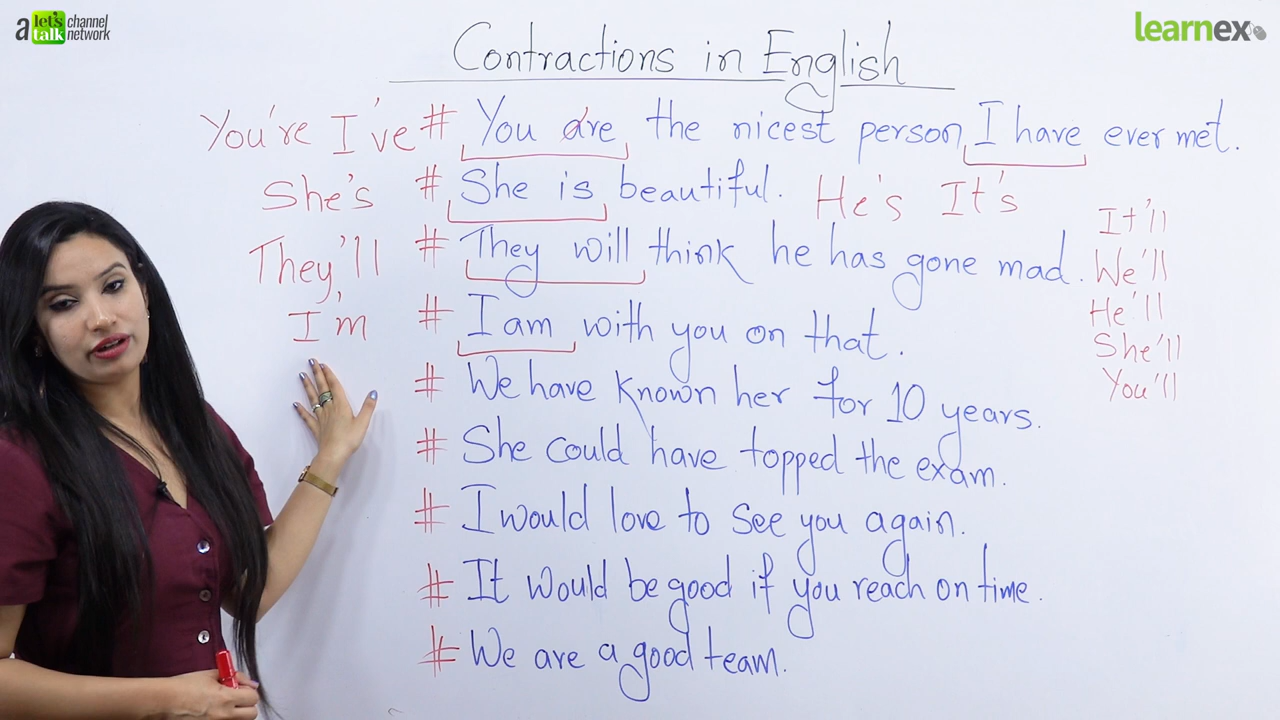 a let's talk channel network
learnex
Contractions in English
You're I've # You are the nicest person I have ever met.
She's # She is beautiful. He's It's
They'll # They will think he has gone mad.
I'm # I am with you on that.
It'll
We'll
He'll
She'll
You'll
# We have known her for 10 years.
# She could have topped the exam.
# I would love to see you again.
# It would be good if you reach on time.
# We are a good team.